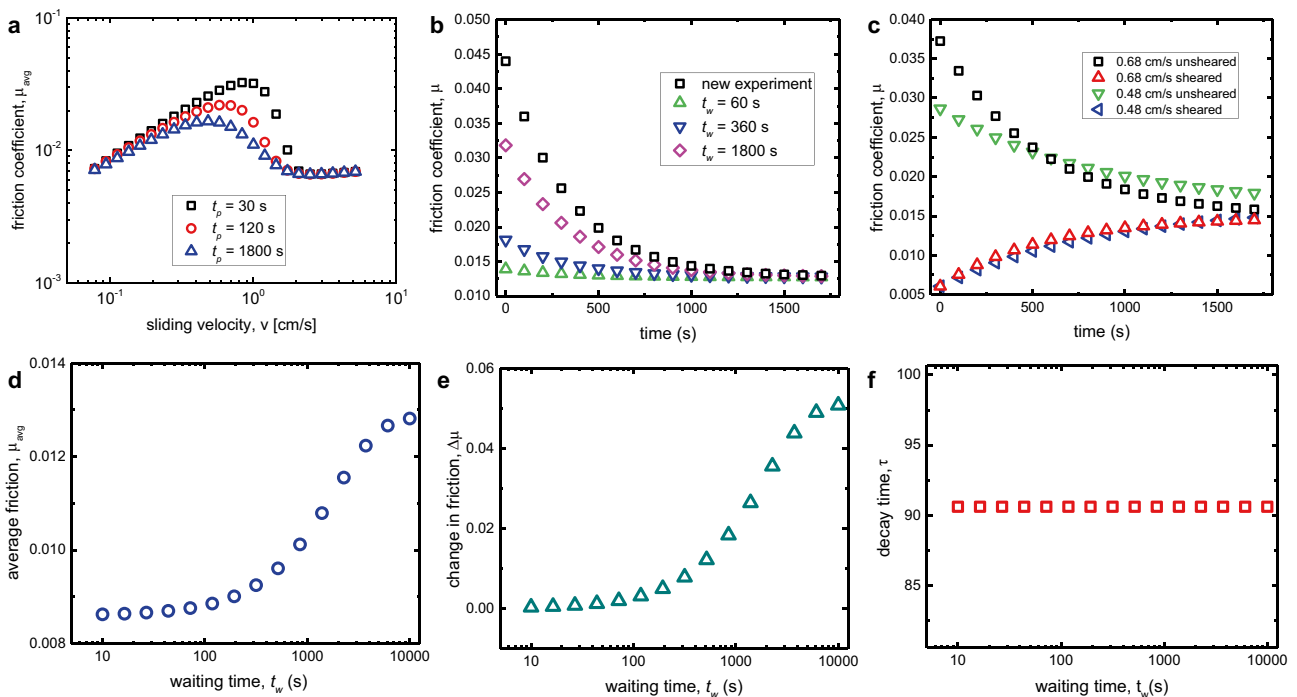 a
friction coefficient, μavg
10⁻¹
10⁻²
10⁻³
tp = 30 s
tp = 120 s
tp = 1800 s
10⁻¹ 10⁰ 10¹
sliding velocity, v [cm/s]
b
friction coefficient, μ
0.045
0.040
0.035
0.030
0.025
0.020
0.015
0.010
new experiment
tw = 60 s
tw = 360 s
tw = 1800 s
0 500 1000 1500
time (s)
c
friction coefficient, μ
0.040
0.035
0.030
0.025
0.020
0.015
0.010
0.005
0.68 cm/s unsheared
0.68 cm/s sheared
0.48 cm/s unsheared
0.48 cm/s sheared
0 500 1000 1500
time (s)
d
average friction, μavg
0.014
0.012
0.010
0.008
10 100 1000 10000
waiting time, tw (s)
e
change in friction, Δμ
0.06
0.04
0.02
0.00
10 100 1000 10000
waiting time, tw (s)
f
decay time, τ
100
95
90
85
10 100 1000 10000
waiting time, tw(s)